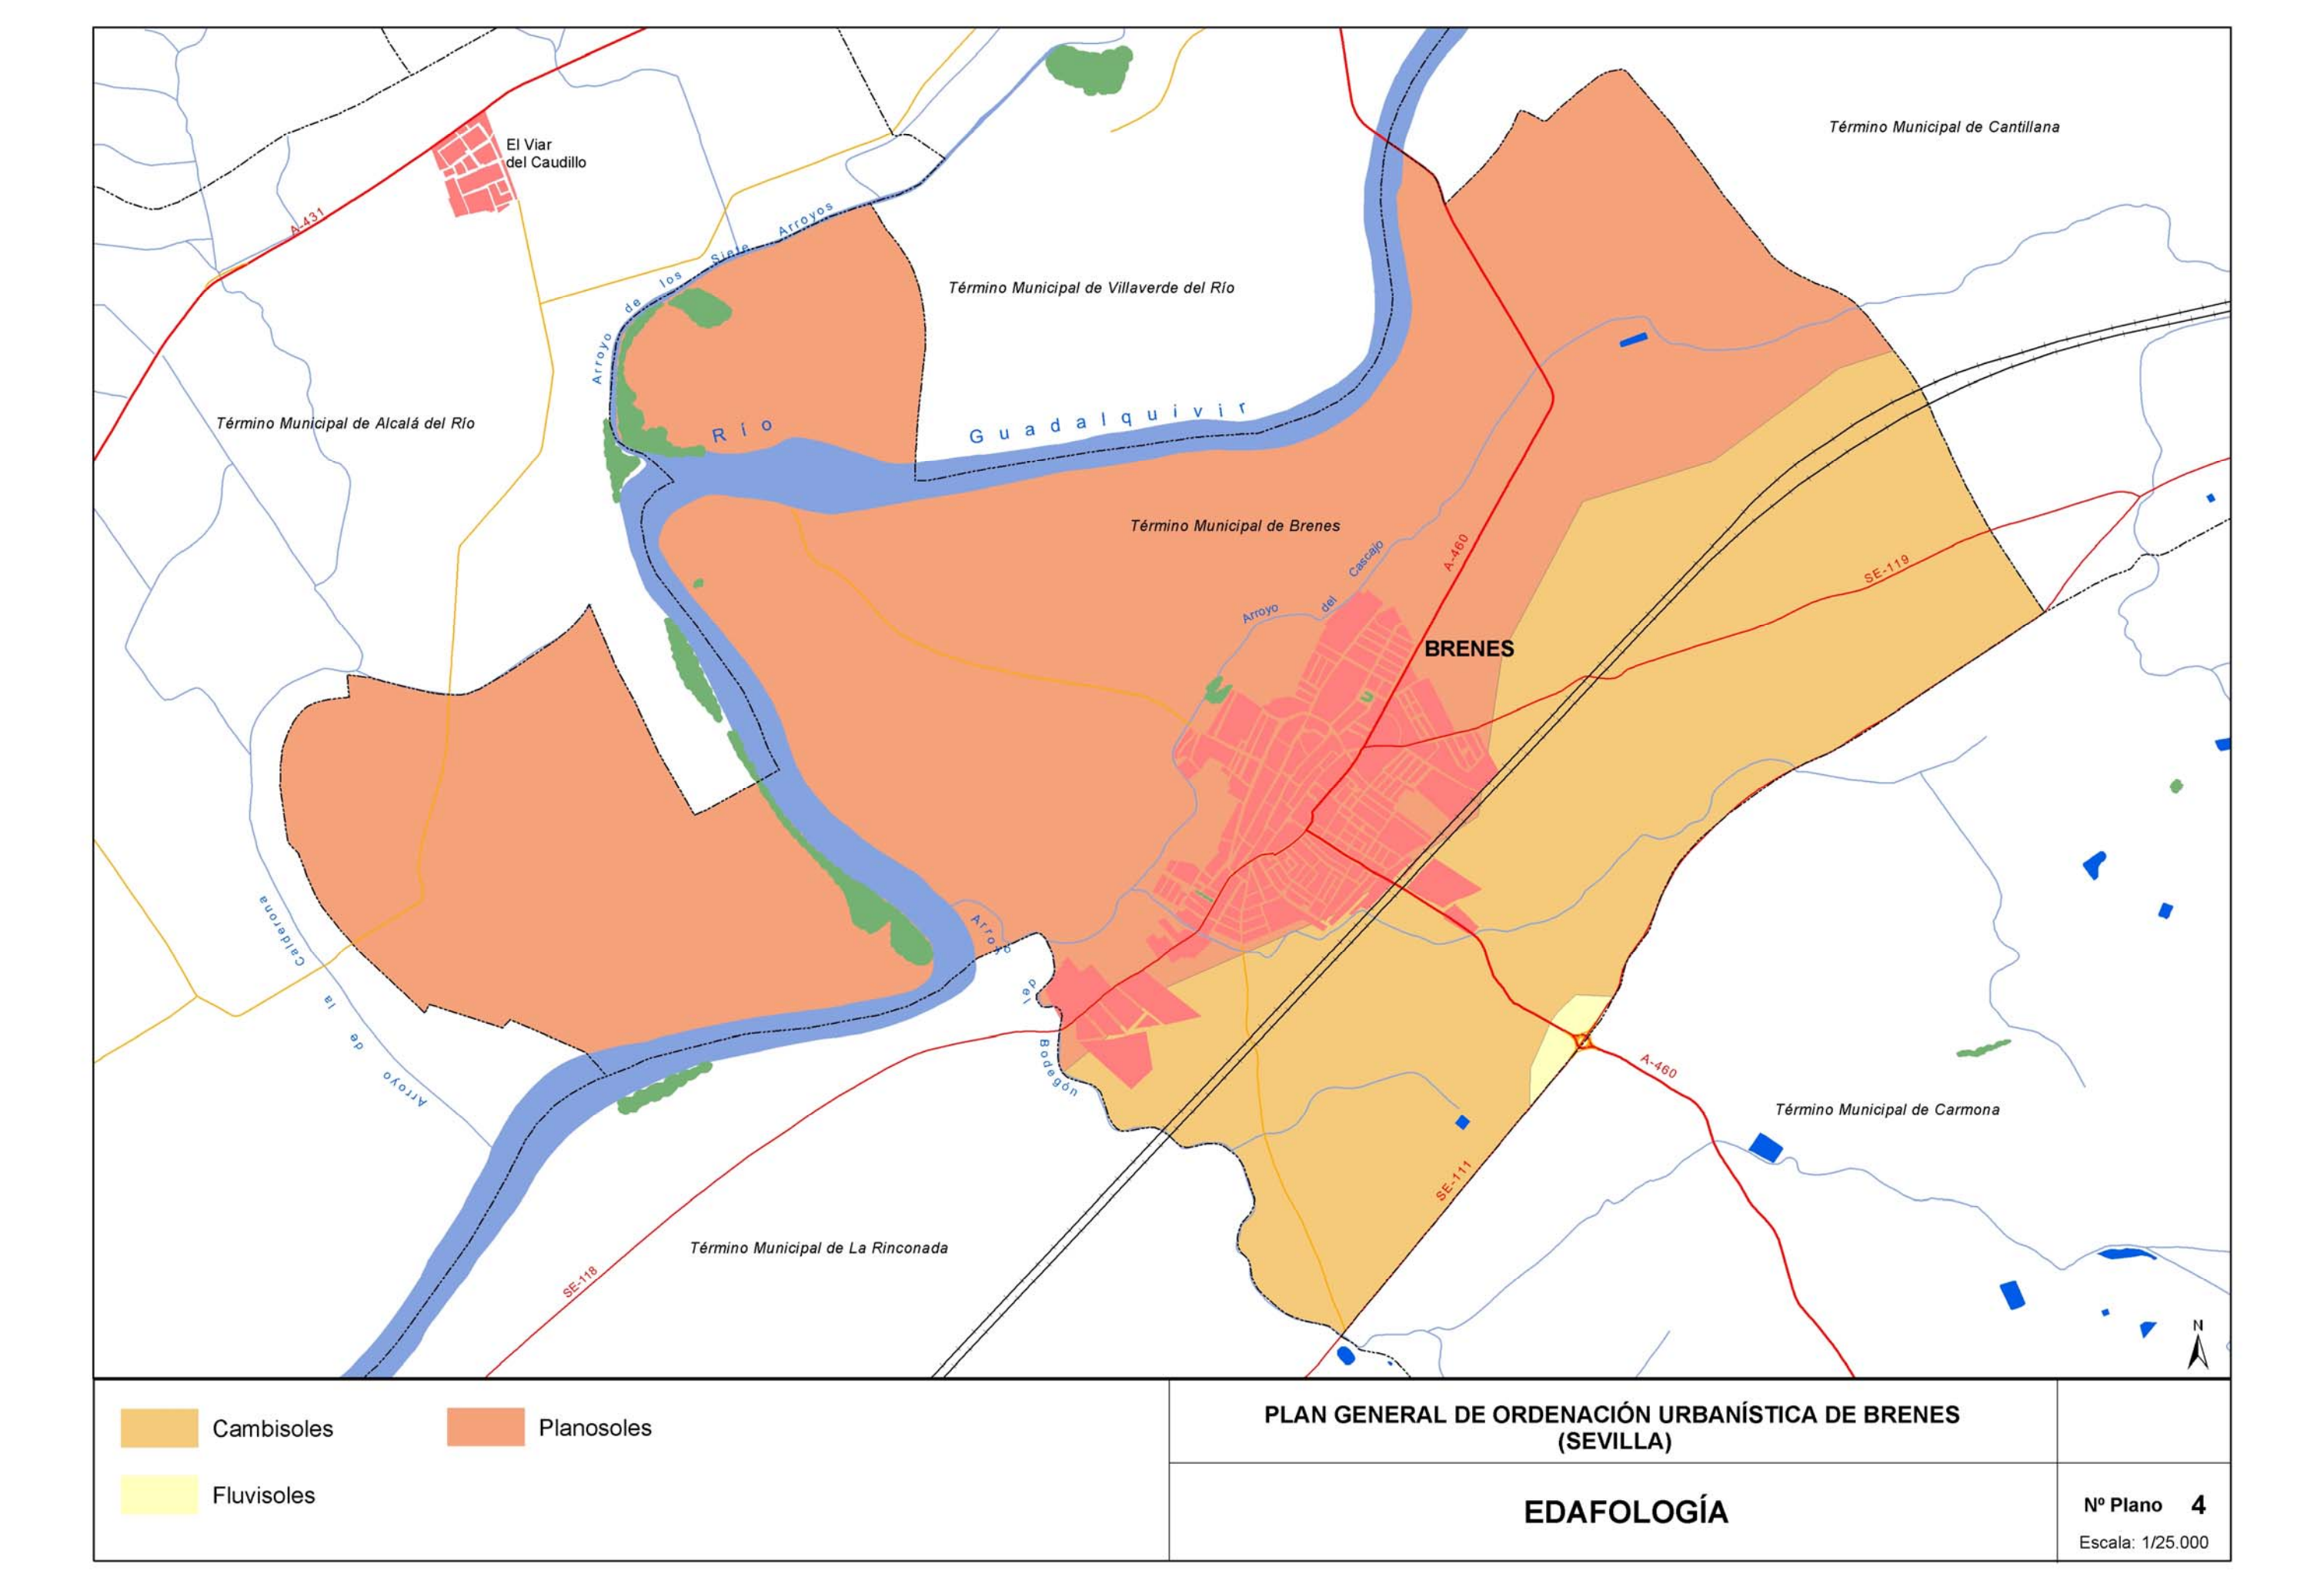 Término Municipal de Cantillana
El Viar
del Caudillo
A-431
Arroyo de los Siete Arroyos
Término Municipal de Villaverde del Río
Término Municipal de Alcalá del Río
Río Guadalquivir
Término Municipal de Brenes
Arroyo del Cascajo
A-460
SE-119
BRENES
Arroyo de la Calderona
Arroyo del Bodegón
A-460
Término Municipal de Carmona
SE-111
Término Municipal de La Rinconada
SE-118
N
Cambisoles
Planosoles
Fluvisoles
PLAN GENERAL DE ORDENACIÓN URBANÍSTICA DE BRENES
(SEVILLA)
EDAFOLOGÍA
Nº Plano 4
Escala: 1/25.000